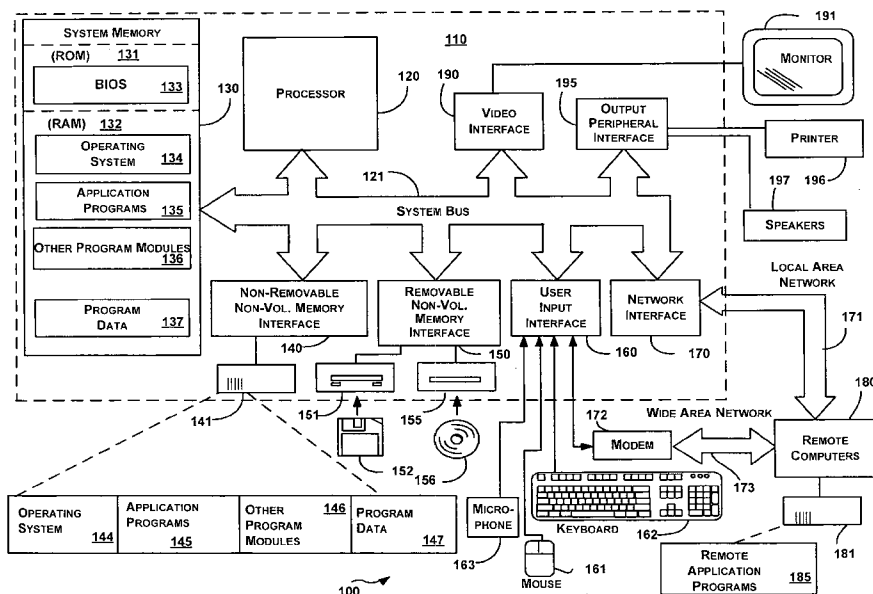 SYSTEM MEMORY
(ROM) 131
BIOS 133
(RAM) 132
OPERATING
SYSTEM 134
APPLICATION
PROGRAMS 135
OTHER PROGRAM
MODULES 136
PROGRAM
DATA 137
130
PROCESSOR
120
110
190
VIDEO
INTERFACE
195
OUTPUT
PERIPHERAL
INTERFACE
191
MONITOR
PRINTER
196
197
SPEAKERS
121
SYSTEM BUS
NON-REMOVABLE
NON-VOL. MEMORY
INTERFACE
140
REMOVABLE
NON-VOL.
MEMORY
INTERFACE
150
USER
INPUT
INTERFACE
160
NETWORK
INTERFACE
170
LOCAL AREA
NETWORK
171
141
151
152
155
156
172
MODEM
WIDE AREA NETWORK
173
180
REMOTE
COMPUTERS
181
REMOTE
APPLICATION
PROGRAMS 185
OPERATING
SYSTEM 144
APPLICATION
PROGRAMS
145
OTHER
PROGRAM
MODULES
146
PROGRAM
DATA
147
MICRO-
PHONE
163
KEYBOARD
162
MOUSE
161
100